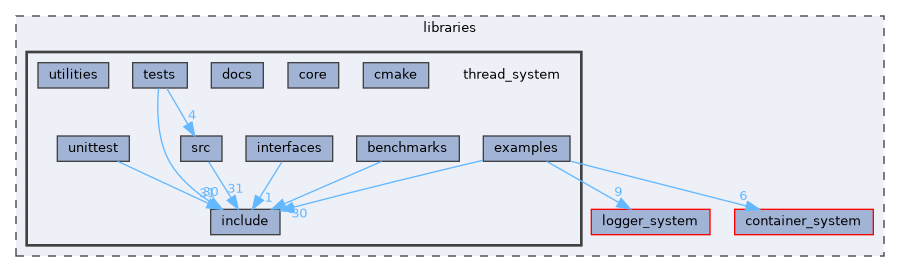 libraries
utilities
tests
docs
core
cmake
thread_system
4
unittest
src
interfaces
benchmarks
examples
31
1
9
6
30
include
logger_system
container_system